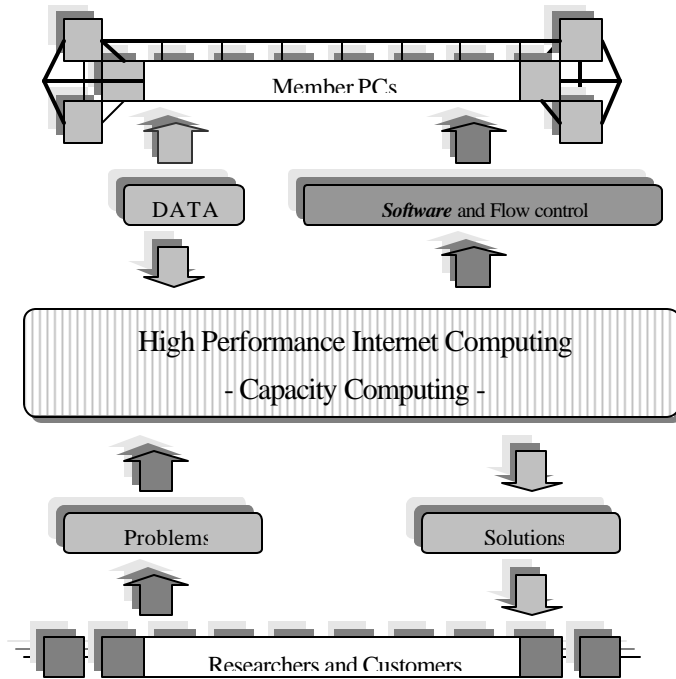 Member PCs
DATA
Software and Flow control
High Performance Internet Computing
- Capacity Computing -
Problems
Solutions
Researchers and Customers